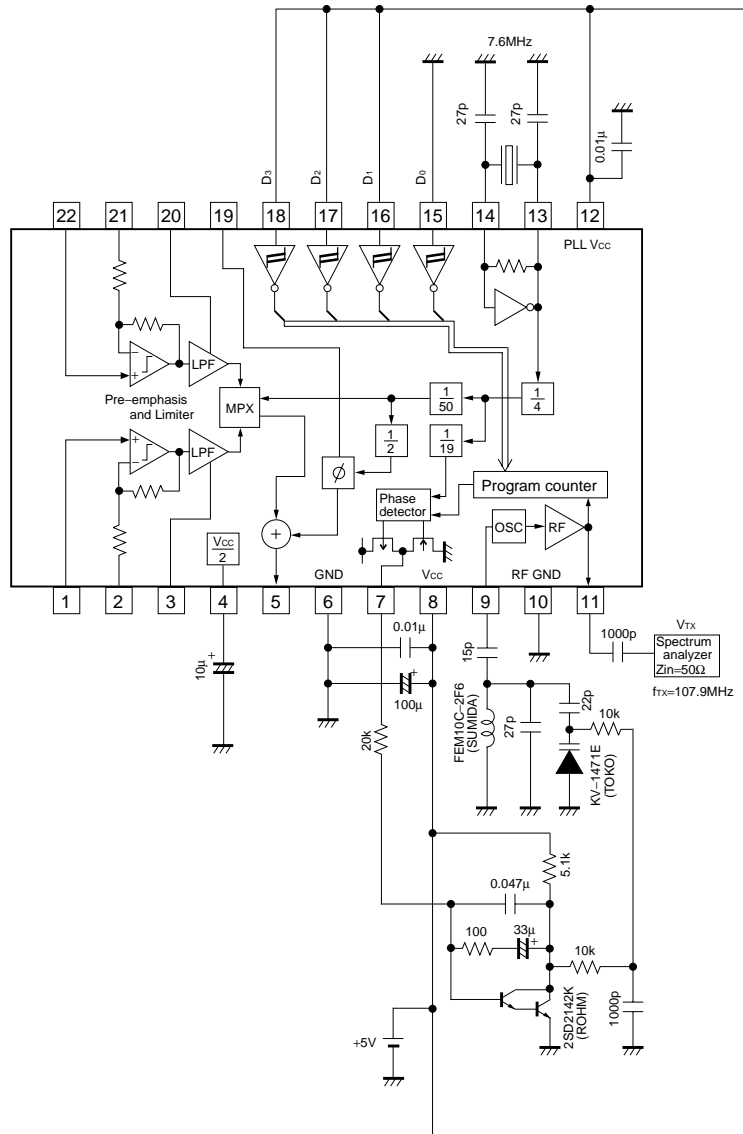 7.6MHz
27p
27p
0.01μ
D3
D2
D1
D0
22
21
20
19
18
17
16
15
14
13
12
PLL VCC
LPF
Pre−emphasis
and Limiter
MPX
LPF
1
50
1
4
1
2
1
19
ϕ
Phase
detector
Program counter
OSC
RF
+
VCC
2
GND
VCC
RF GND
1
2
3
4
5
6
7
8
9
10
11
10μ
+
0.01μ
+
100μ
20k
15p
FEM10C−2F6
(SUMIDA)
27p
22p
10k
KV−1471E
(TOKO)
1000p
VTX
Spectrum
analyzer
Zin=50Ω
fTX=107.9MHz
5.1k
0.047μ
100
33μ
+
10k
2SD2142K
(ROHM)
1000p
+5V